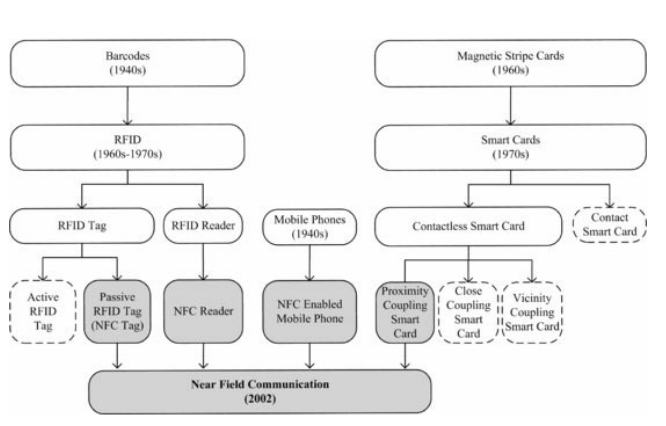 Barcodes
(1940s)
Magnetic Stripe Cards
(1960s)
RFID
(1960s-1970s)
Smart Cards
(1970s)
RFID Tag
RFID Reader
Mobile Phones
(1940s)
Contactless Smart Card
Contact
Smart Card
Active
RFID
Tag
Passive
RFID Tag
(NFC Tag)
NFC Reader
NFC Enabled
Mobile Phone
Proximity
Coupling
Smart
Card
Close
Coupling
Smart
Card
Vicinity
Coupling
Smart Card
Near Field Communication
(2002)